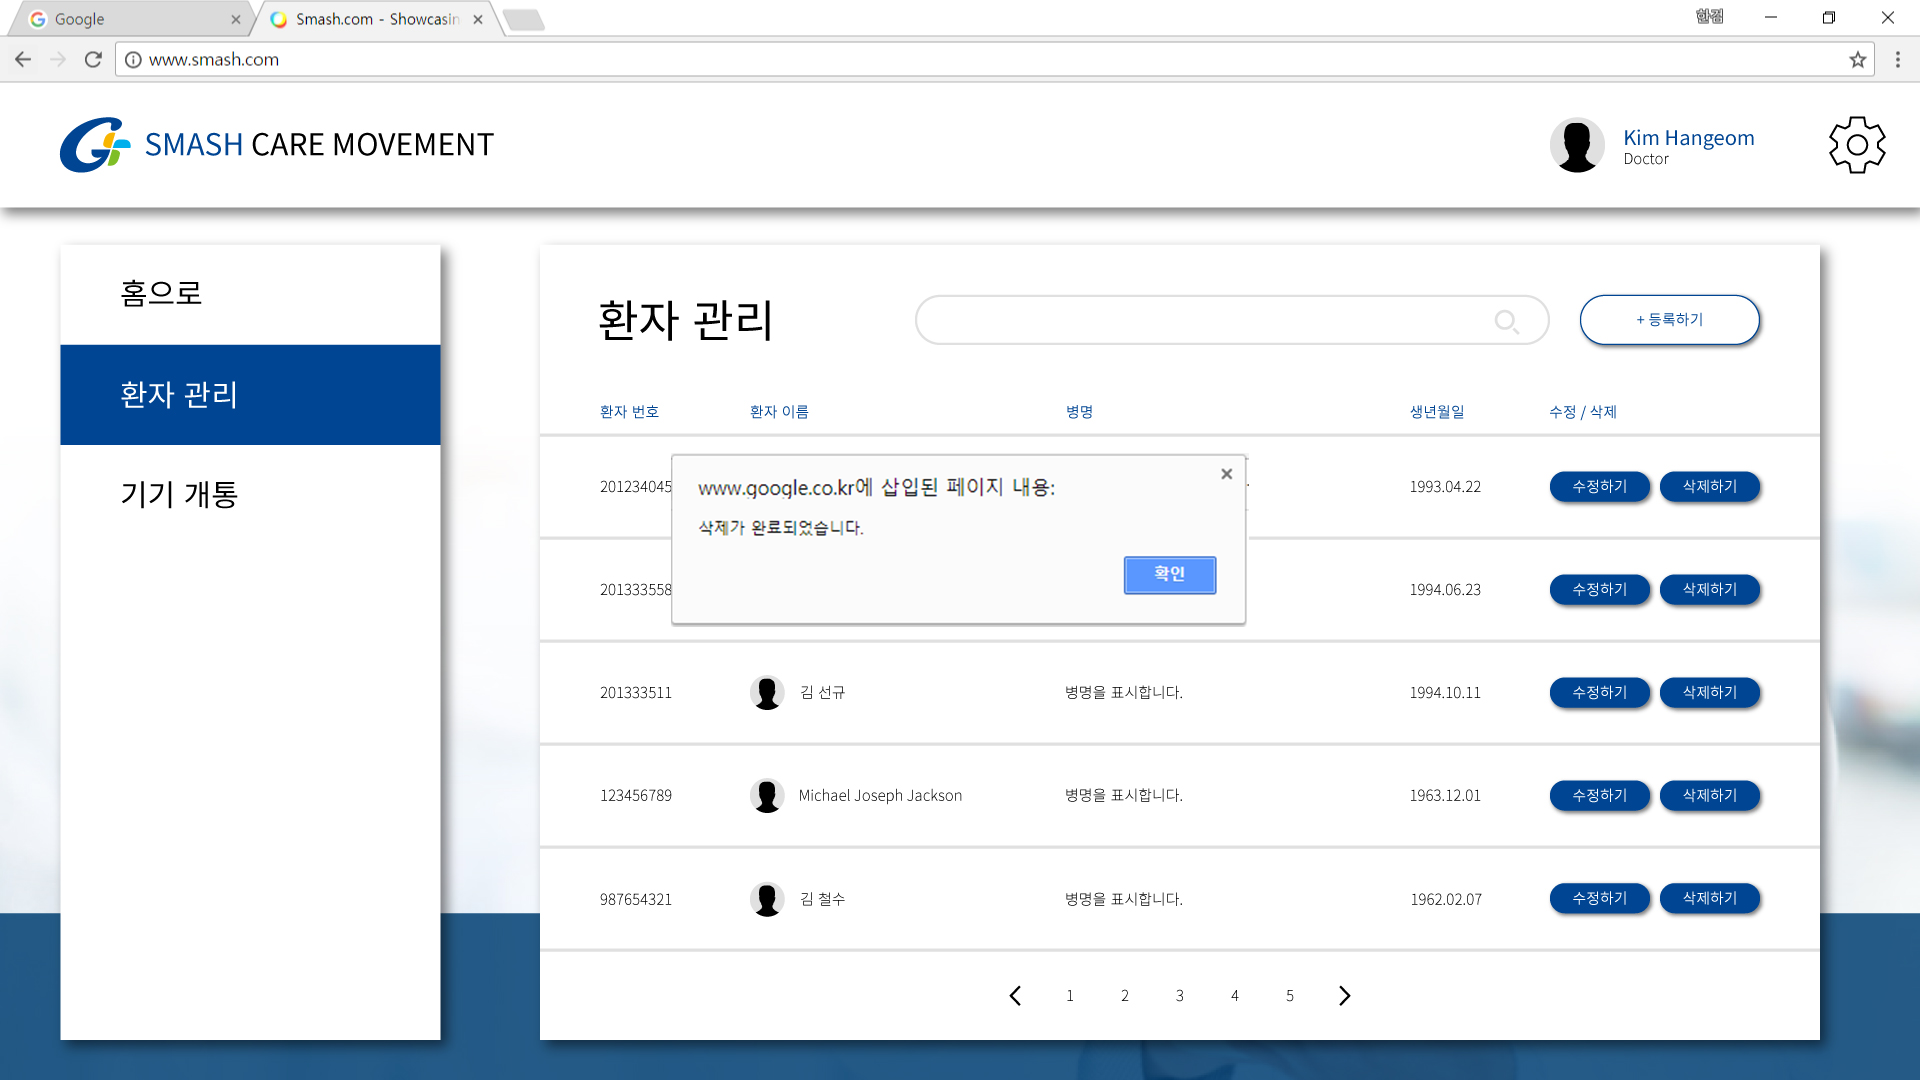 Google
Smash.com - Showcasin
한검
www.smash.com
SMASH CARE MOVEMENT
Kim Hangeom
Doctor
홈으로
환자 관리
기기 개통
환자 관리
+ 등록하기
환자 번호 환자 이름 병명 생년월일 수정 / 삭제
201234045 1993.04.22 수정하기 삭제하기
www.google.co.kr에 삽입된 페이지 내용:
삭제가 완료되었습니다.
확인
201333558 1994.06.23 수정하기 삭제하기
201333511 김 선규 병명을 표시합니다. 1994.10.11 수정하기 삭제하기
123456789 Michael Joseph Jackson 병명을 표시합니다. 1963.12.01 수정하기 삭제하기
987654321 김 철수 병명을 표시합니다. 1962.02.07 수정하기 삭제하기
1 2 3 4 5